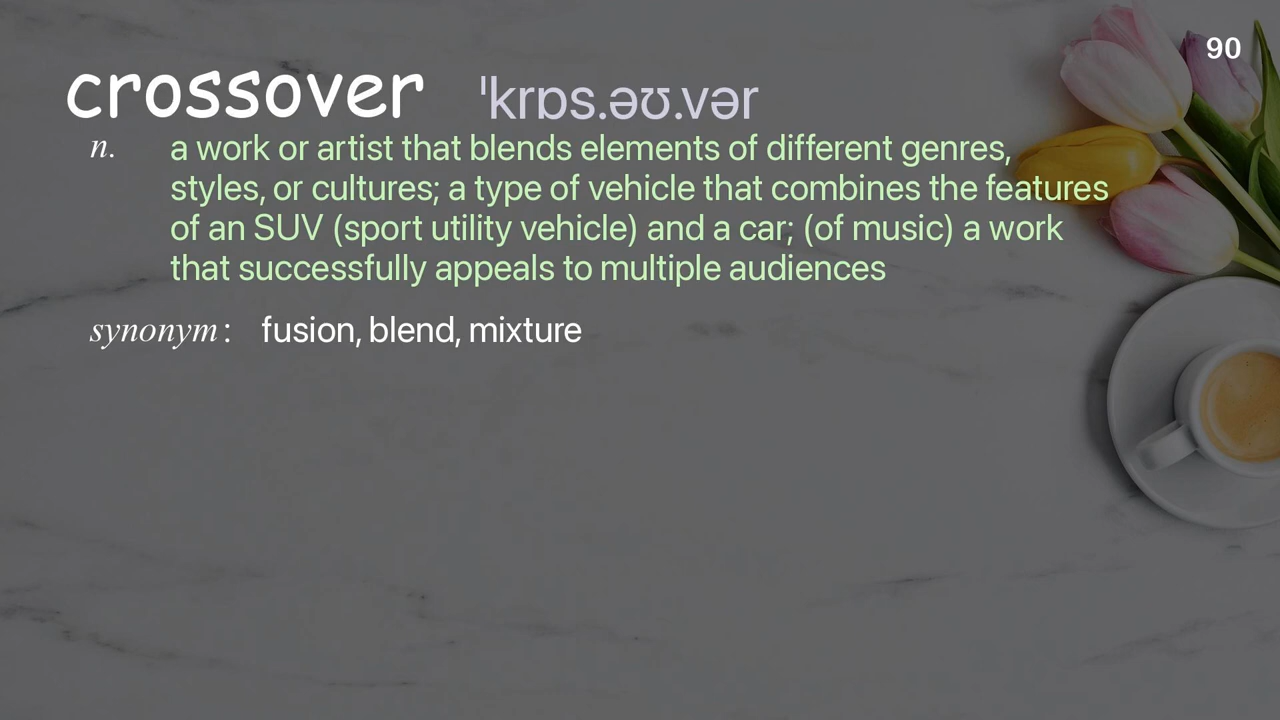 90
crossover ˈkrɒs.əʊ.vər
n. a work or artist that blends elements of different genres,
styles, or cultures; a type of vehicle that combines the features
of an SUV (sport utility vehicle) and a car; (of music) a work
that successfully appeals to multiple audiences
synonym: fusion, blend, mixture